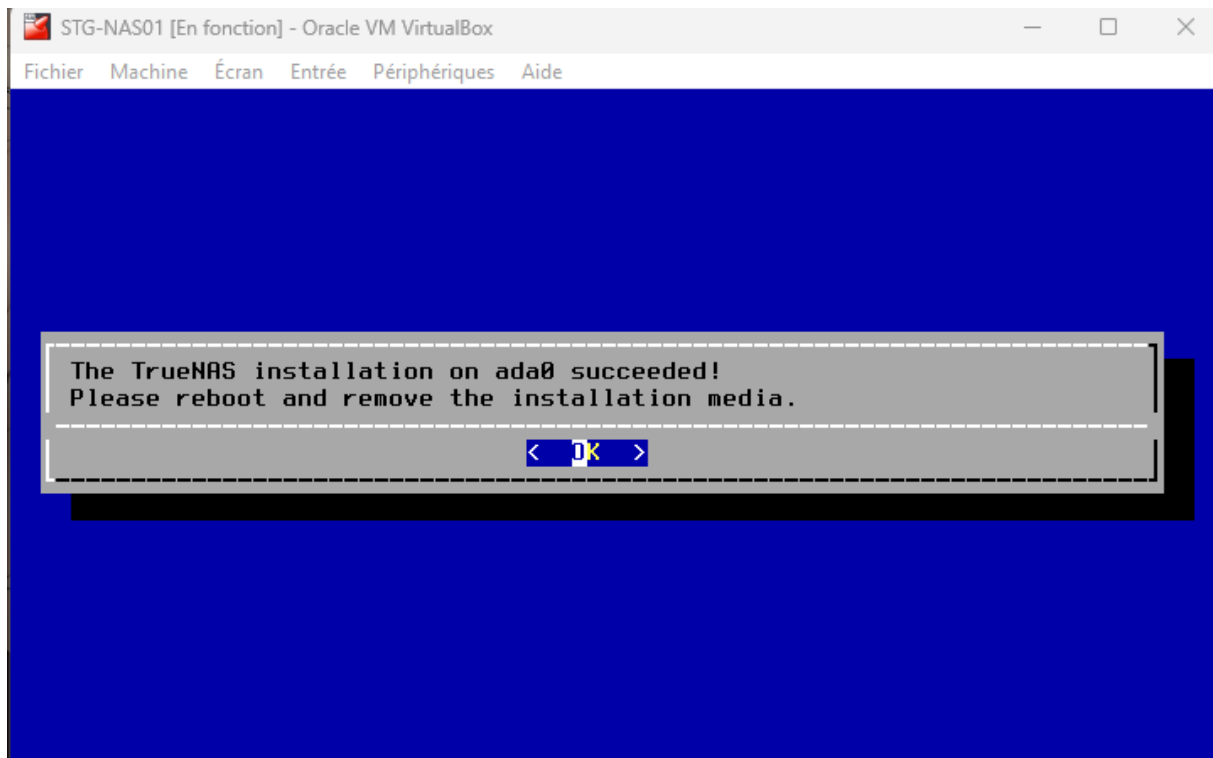 STG-NAS01 [En fonction] - Oracle VM VirtualBox
Fichier Machine Écran Entrée Périphériques Aide
The TrueNAS installation on ada0 succeeded!
Please reboot and remove the installation media.
< OK >